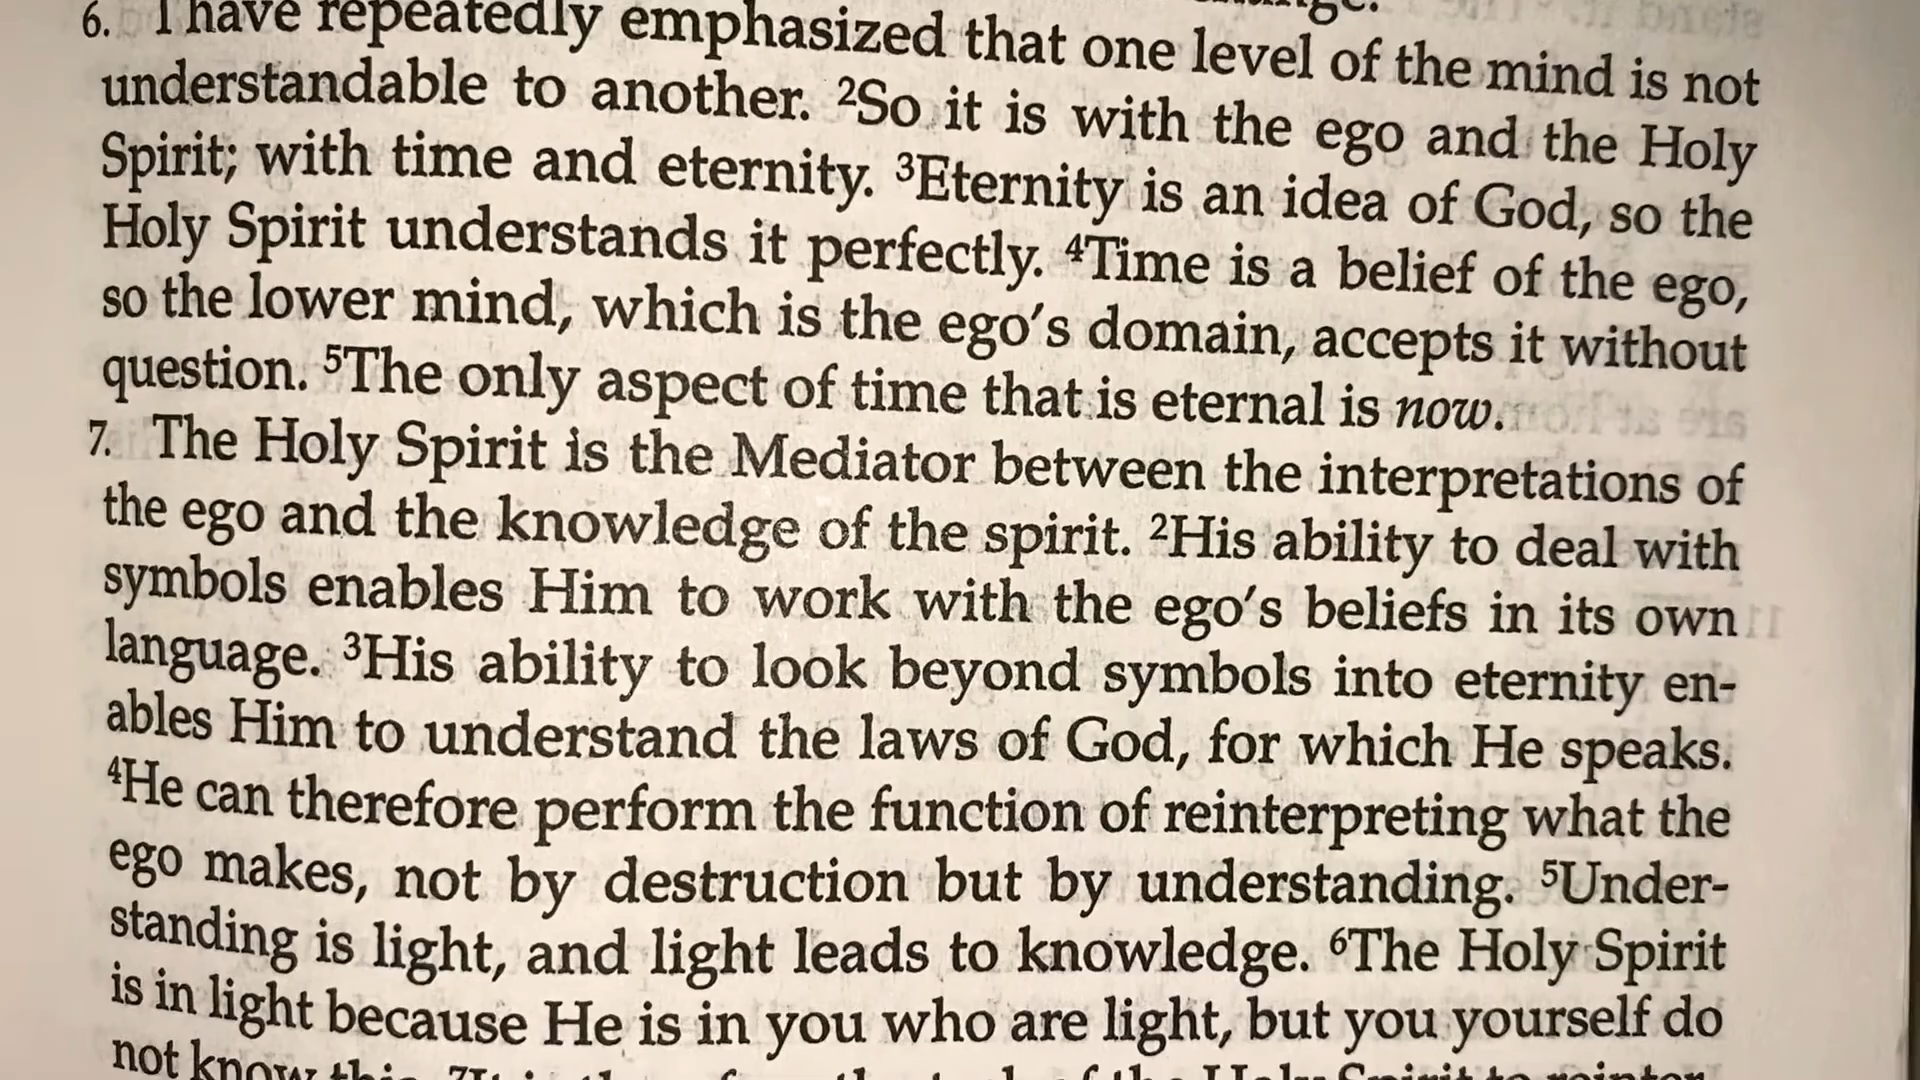 6. I have repeatedly emphasized that one level of the mind is not
understandable to another. ²So it is with the ego and the Holy
Spirit; with time and eternity. ³Eternity is an idea of God, so the
Holy Spirit understands it perfectly. ⁴Time is a belief of the ego,
so the lower mind, which is the ego's domain, accepts it without
question. ⁵The only aspect of time that is eternal is now.
7. The Holy Spirit is the Mediator between the interpretations of
the ego and the knowledge of the spirit. ²His ability to deal with
symbols enables Him to work with the ego's beliefs in its own
language. ³His ability to look beyond symbols into eternity en-
ables Him to understand the laws of God, for which He speaks.
⁴He can therefore perform the function of reinterpreting what the
ego makes, not by destruction but by understanding. ⁵Under-
standing is light, and light leads to knowledge. ⁶The Holy Spirit
is in light because He is in you who are light, but you yourself do
not know this. ⁷It is therefore the task of the Holy Spirit to reinter